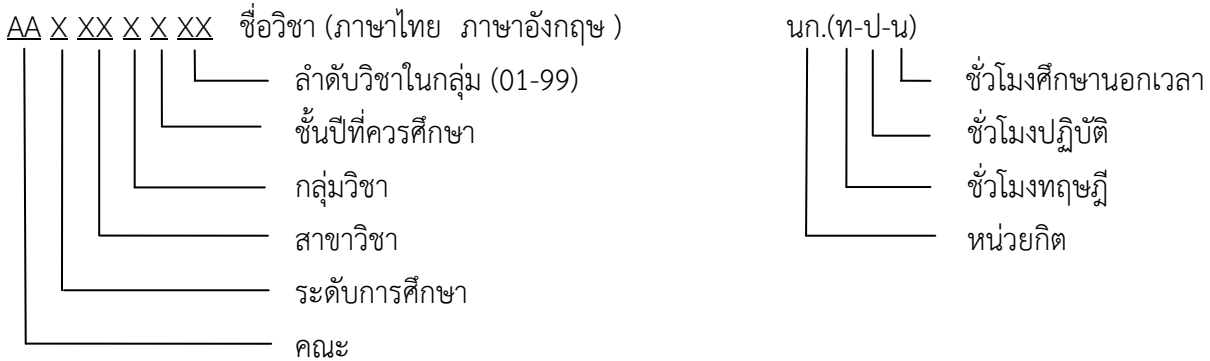 AA X XX X X XX ชื่อวิชา (ภาษาไทย ภาษาอังกฤษ ) นก.(ท-ป-น)
ลำดับวิชาในกลุ่ม (01-99) ชั่วโมงศึกษานอกเวลา
ชั้นปีที่ควรศึกษา ชั่วโมงปฏิบัติ
กลุ่มวิชา ชั่วโมงทฤษฎี
สาขาวิชา หน่วยกิต
ระดับการศึกษา
คณะ